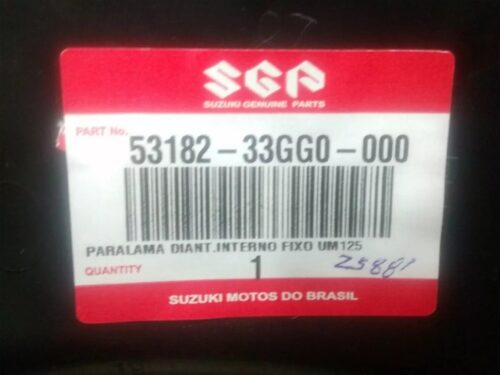 SGP
SUZUKI GENUINE PARTS
PART No.
53182-33GG0-000
PARALAMA DIANT.INTERNO FIXO UM125
QUANTITY 1
SUZUKI MOTOS DO BRASIL